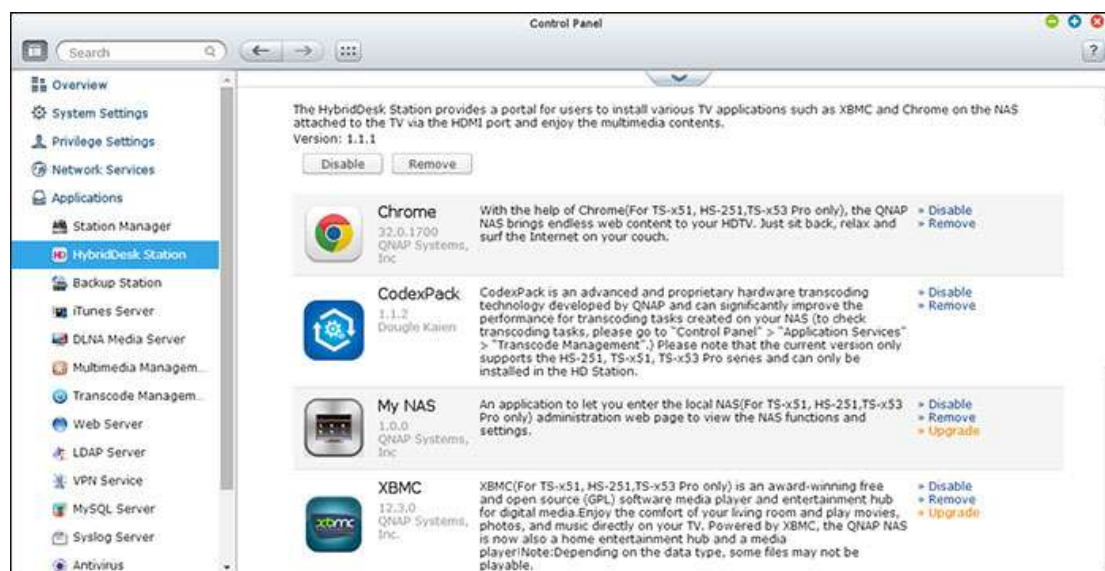 Control Panel
Search
?
Overview
System Settings
Privilege Settings
Network Services
Applications
Station Manager
HD HybridDesk Station
Backup Station
iTunes Server
DLNA Media Server
Multimedia Managem...
Transcode Managem...
Web Server
LDAP Server
VPN Service
MySQL Server
Syslog Server
Antivirus
The HybridDesk Station provides a portal for users to install various TV applications such as XBMC and Chrome on the NAS
attached to the TV via the HDMI port and enjoy the multimedia contents.
Version: 1.1.1
Disable Remove
Chrome
32.0.1700
QNAP Systems,
Inc
With the help of Chrome(For TS-x51, HS-251,TS-x53 Pro only), the QNAP
NAS brings endless web content to your HDTV. Just sit back, relax and
surf the Internet on your couch.
» Disable
» Remove
CodexPack
1.1.2
Dougle Kaien
CodexPack is an advanced and proprietary hardware transcoding
technology developed by QNAP and can significantly improve the
performance for transcoding tasks created on your NAS (to check
transcoding tasks, please go to "Control Panel" > "Application Services"
> "Transcode Management".) Please note that the current version only
supports the HS-251, TS-x51, TS-x53 Pro series and can only be
installed in the HD Station.
» Disable
» Remove
My NAS
1.0.0
QNAP Systems,
Inc
An application to let you enter the local NAS(For TS-x51, HS-251,TS-x53
Pro only) administration web page to view the NAS functions and
settings.
» Disable
» Remove
» Upgrade
xbmc
XBMC
12.3.0
QNAP Systems,
Inc.
XBMC(For TS-x51, HS-251,TS-x53 Pro only) is an award-winning free
and open source (GPL) software media player and entertainment hub
for digital media.Enjoy the comfort of your living room and play movies,
photos, and music directly on your TV. Powered by XBMC, the QNAP NAS
is now also a home entertainment hub and a media
player!Note:Depending on the data type, some files may not be
playable.
» Disable
» Remove
» Upgrade